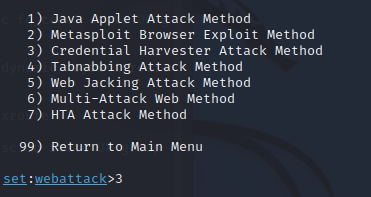 1) Java Applet Attack Method
2) Metasploit Browser Exploit Method
3) Credential Harvester Attack Method
4) Tabnabbing Attack Method
5) Web Jacking Attack Method
6) Multi-Attack Web Method
7) HTA Attack Method
99) Return to Main Menu
set:webattack>3